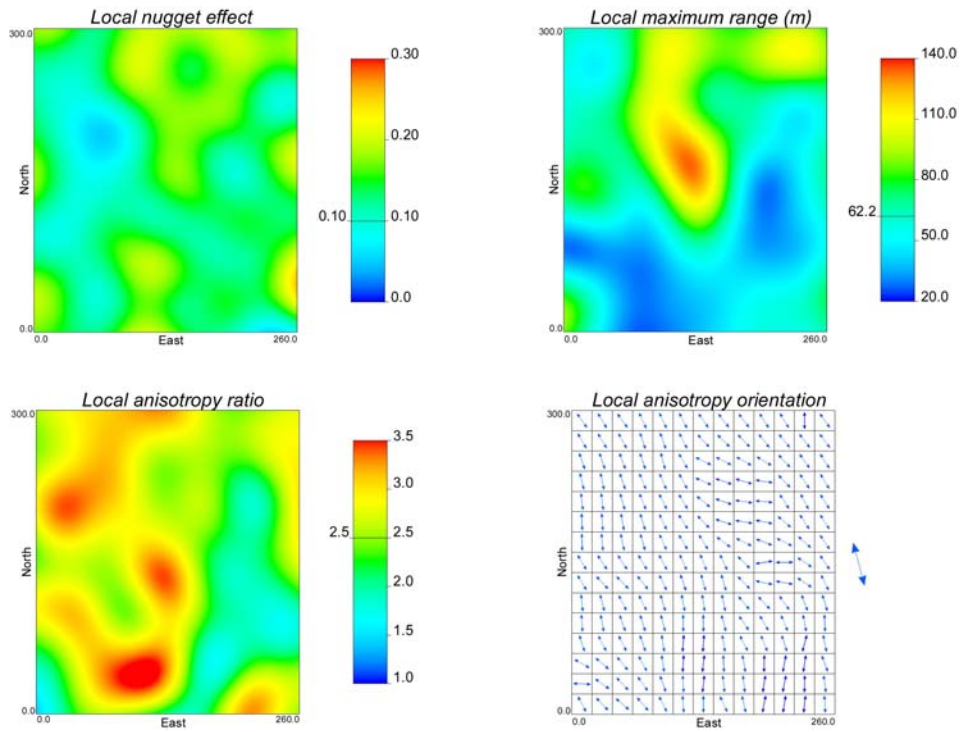 Local nugget effect
300.0
North
0.0
0.0
East
260.0
0.30
0.20
0.10
0.10
0.0
Local maximum range (m)
300.0
North
0.0
0.0
East
260.0
140.0
110.0
80.0
62.2
50.0
20.0
Local anisotropy ratio
300.0
North
0.0
0.0
East
260.0
3.5
3.0
2.5
2.5
2.0
1.5
1.0
Local anisotropy orientation
300.0
North
0.0
0.0
East
260.0